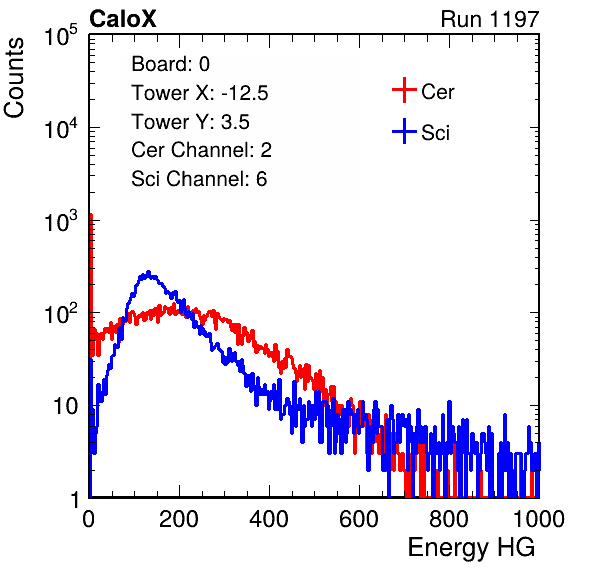 CaloX Run 1197
Counts
Board: 0
Tower X: -12.5
Tower Y: 3.5
Cer Channel: 2
Sci Channel: 6
Cer
Sci
10^5
10^4
10^3
10^2
10
1
0 200 400 600 800 1000
Energy HG